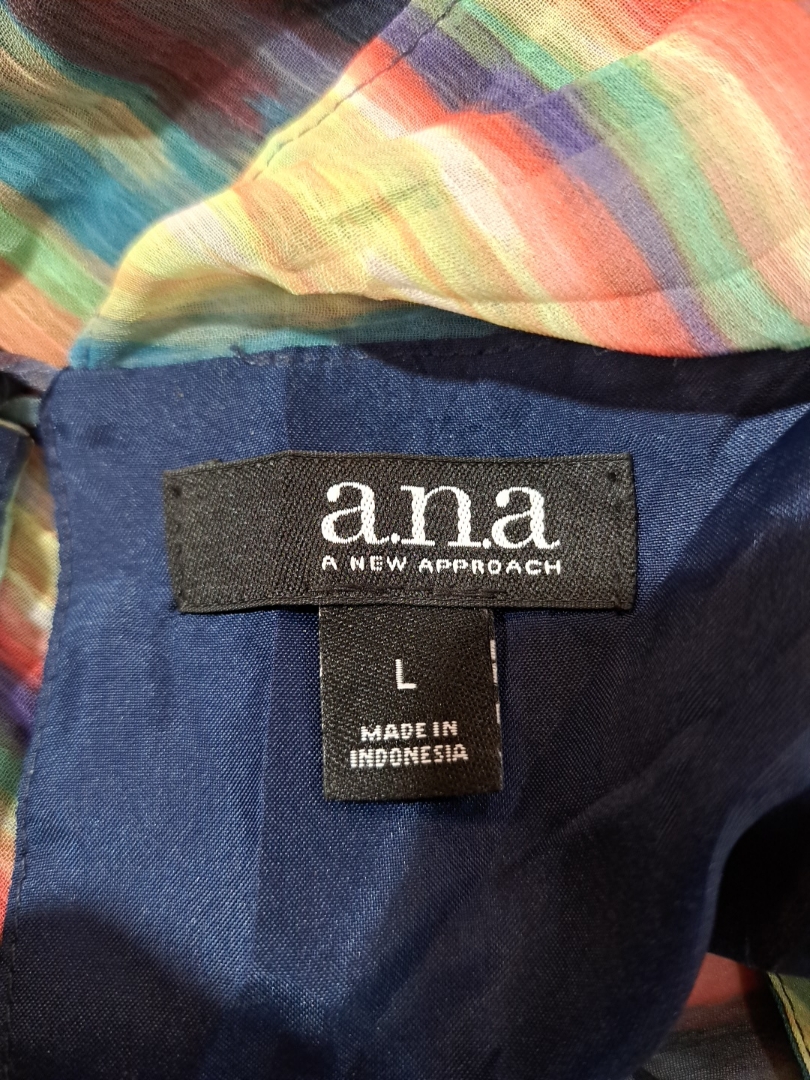 a.n.a
A NEW APPROACH
L
MADE IN
INDONESIA